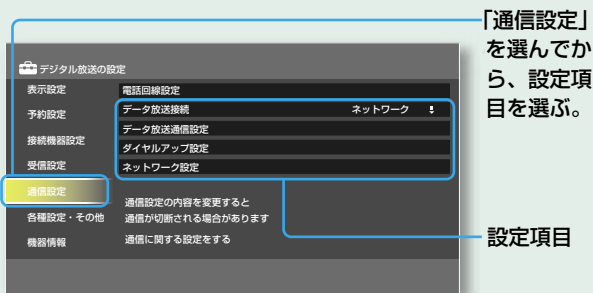 「通信設定」
を選んでか
ら、設定項
目を選ぶ。
デジタル放送の設定
表示設定
予約設定
接続機器設定
受信設定
通信設定
各種設定・その他
機器情報
電話回線設定
データ放送接続 ネットワーク
データ放送通信設定
ダイヤルアップ設定
ネットワーク設定
通信設定の内容を変更すると
通信が切断される場合があります
通信に関する設定をする
設定項目